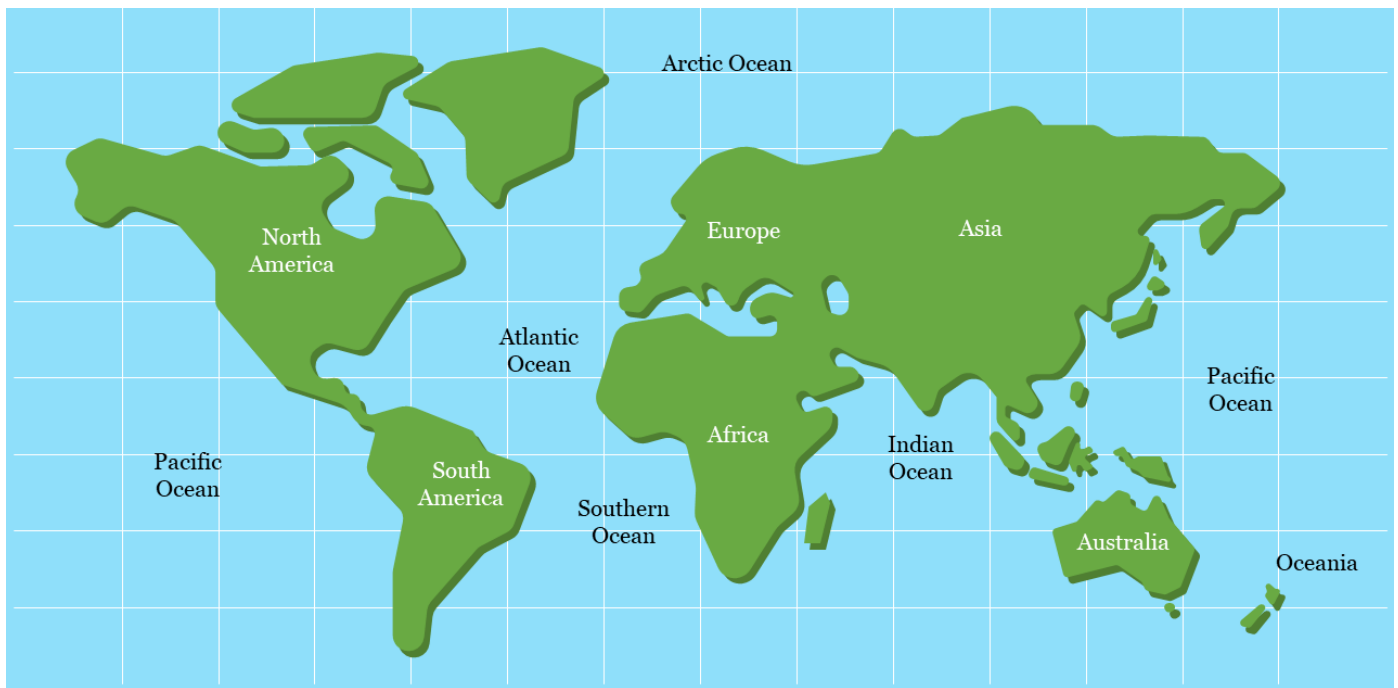 Arctic Ocean
North
America
Europe
Asia
Atlantic
Ocean
Pacific
Ocean
Africa
Indian
Ocean
Pacific
Ocean
South
America
Southern
Ocean
Australia
Oceania